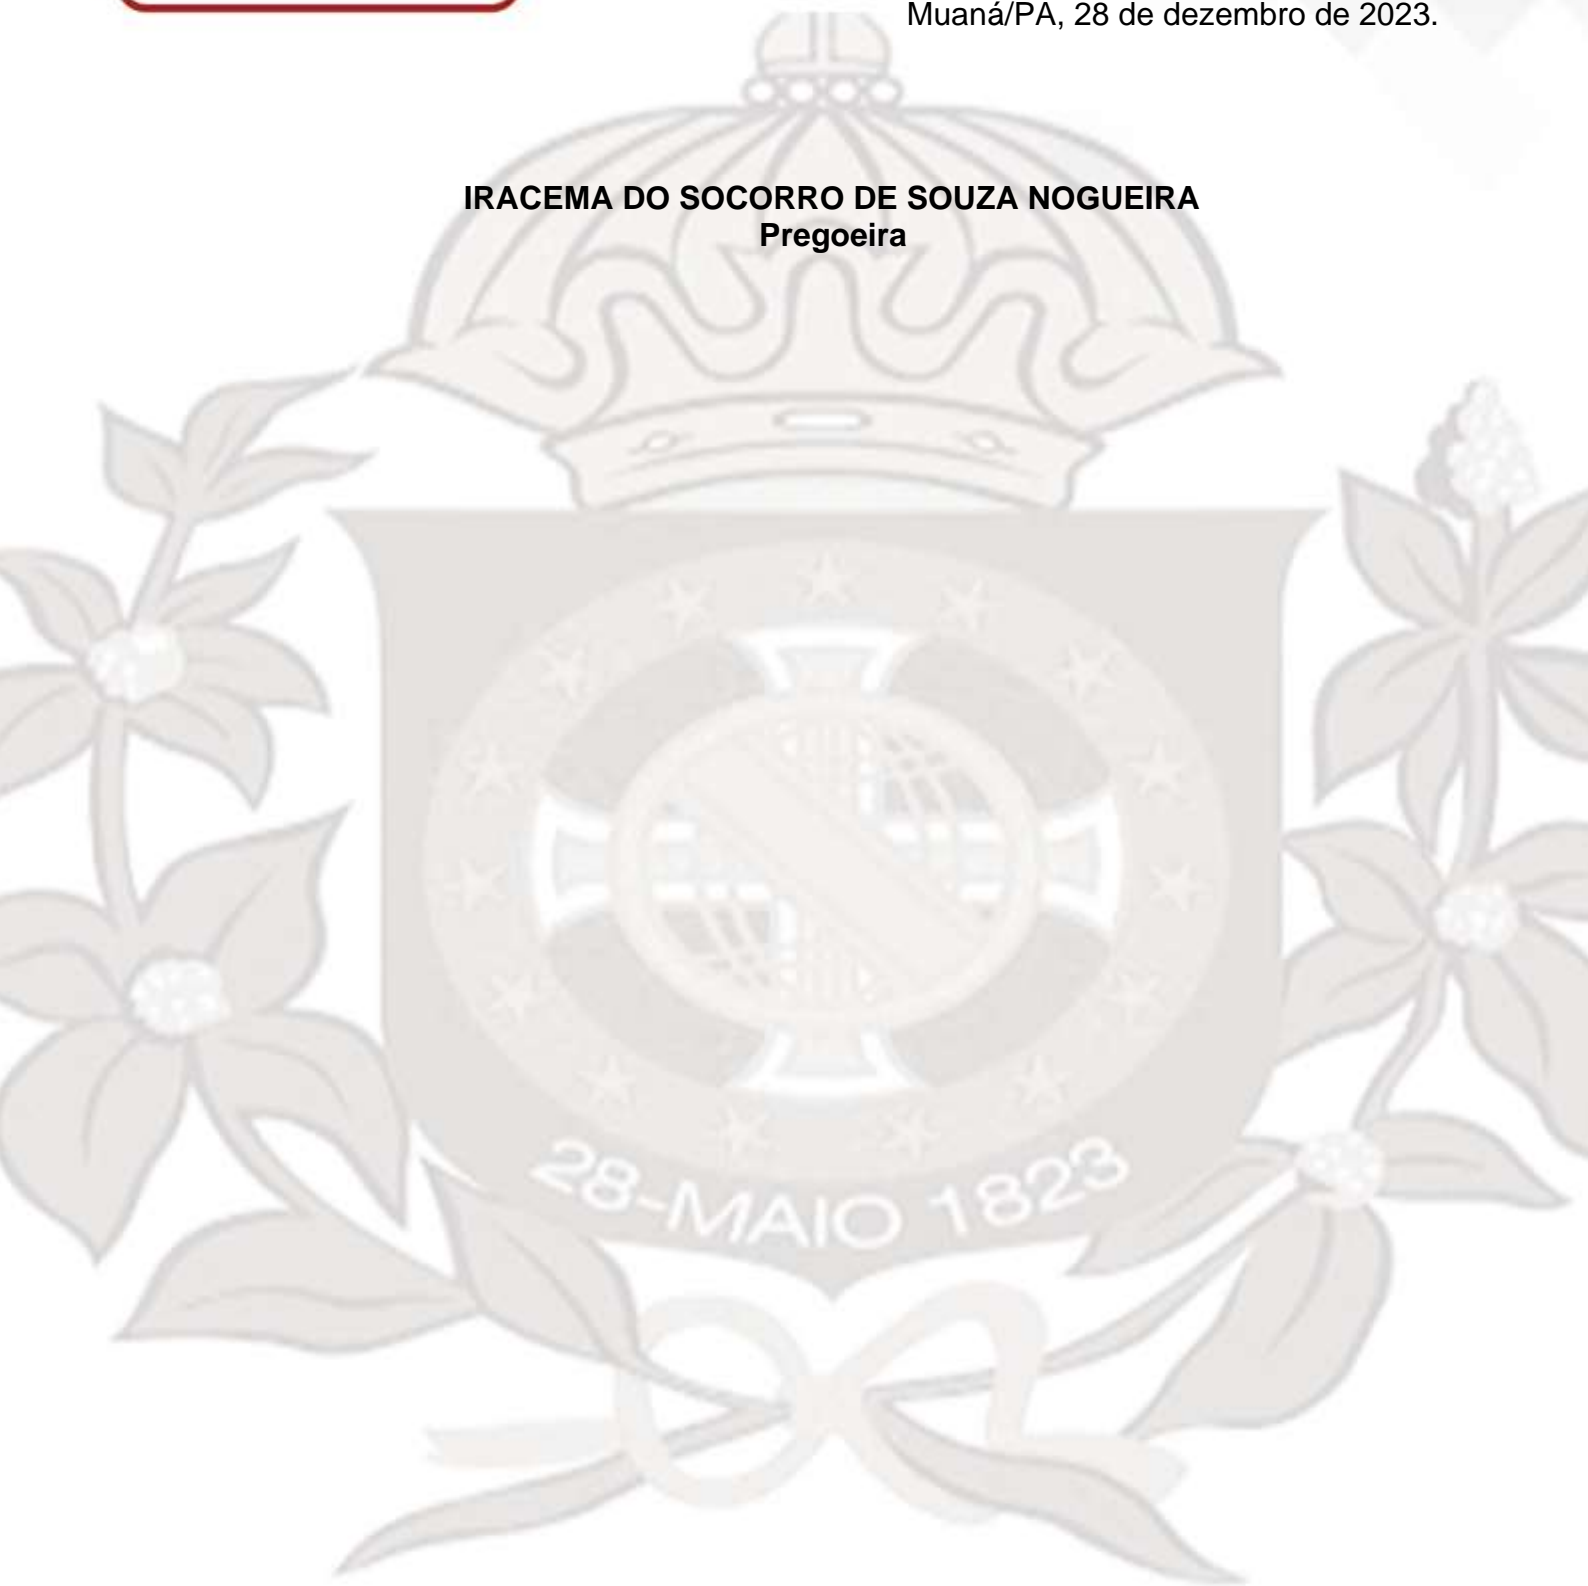 Muaná/PA, 28 de dezembro de 2023.
IRACEMA DO SOCORRO DE SOUZA NOGUEIRA
Pregoeira
28-MAIO 1823